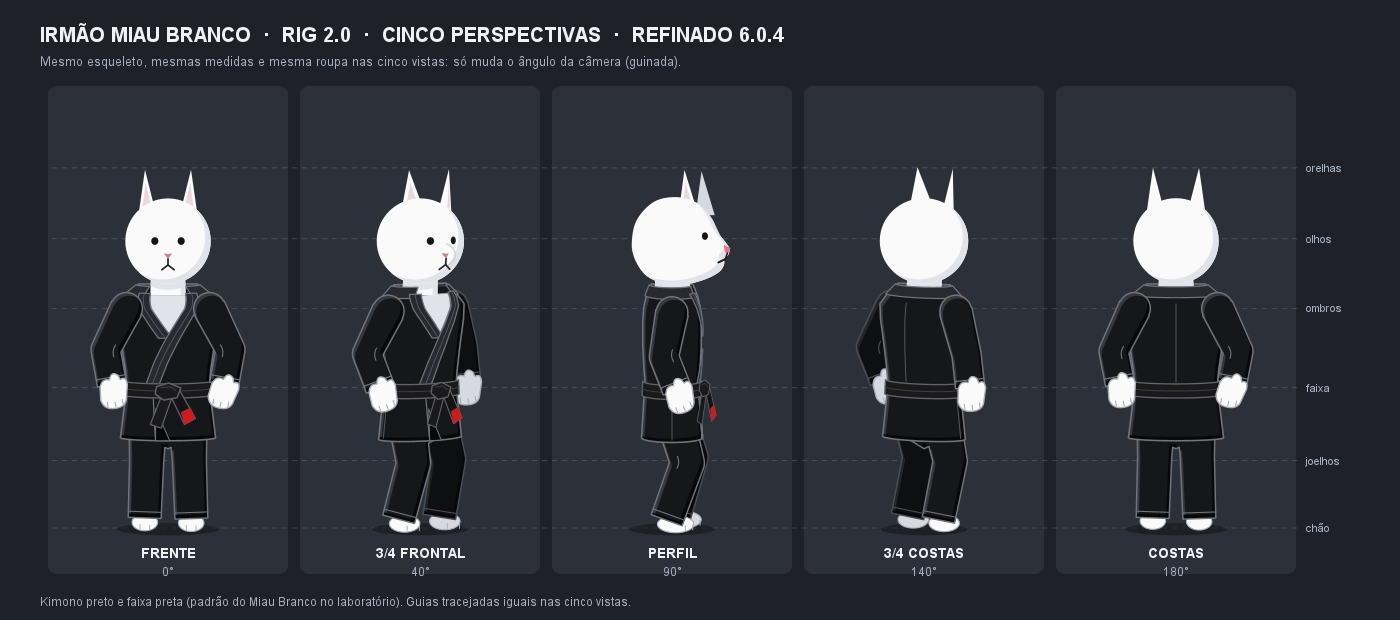 IRMÃO MIAU BRANCO · RIG 2.0 · CINCO PERSPECTIVAS · REFINADO 6.0.4
Mesmo esqueleto, mesmas medidas e mesma roupa nas cinco vistas: só muda o ângulo da câmera (guinada).
orelhas
olhos
ombros
faixa
joelhos
chão
FRENTE
0°
3/4 FRONTAL
40°
PERFIL
90°
3/4 COSTAS
140°
COSTAS
180°
Kimono preto e faixa preta (padrão do Miau Branco no laboratório). Guias tracejadas iguais nas cinco vistas.